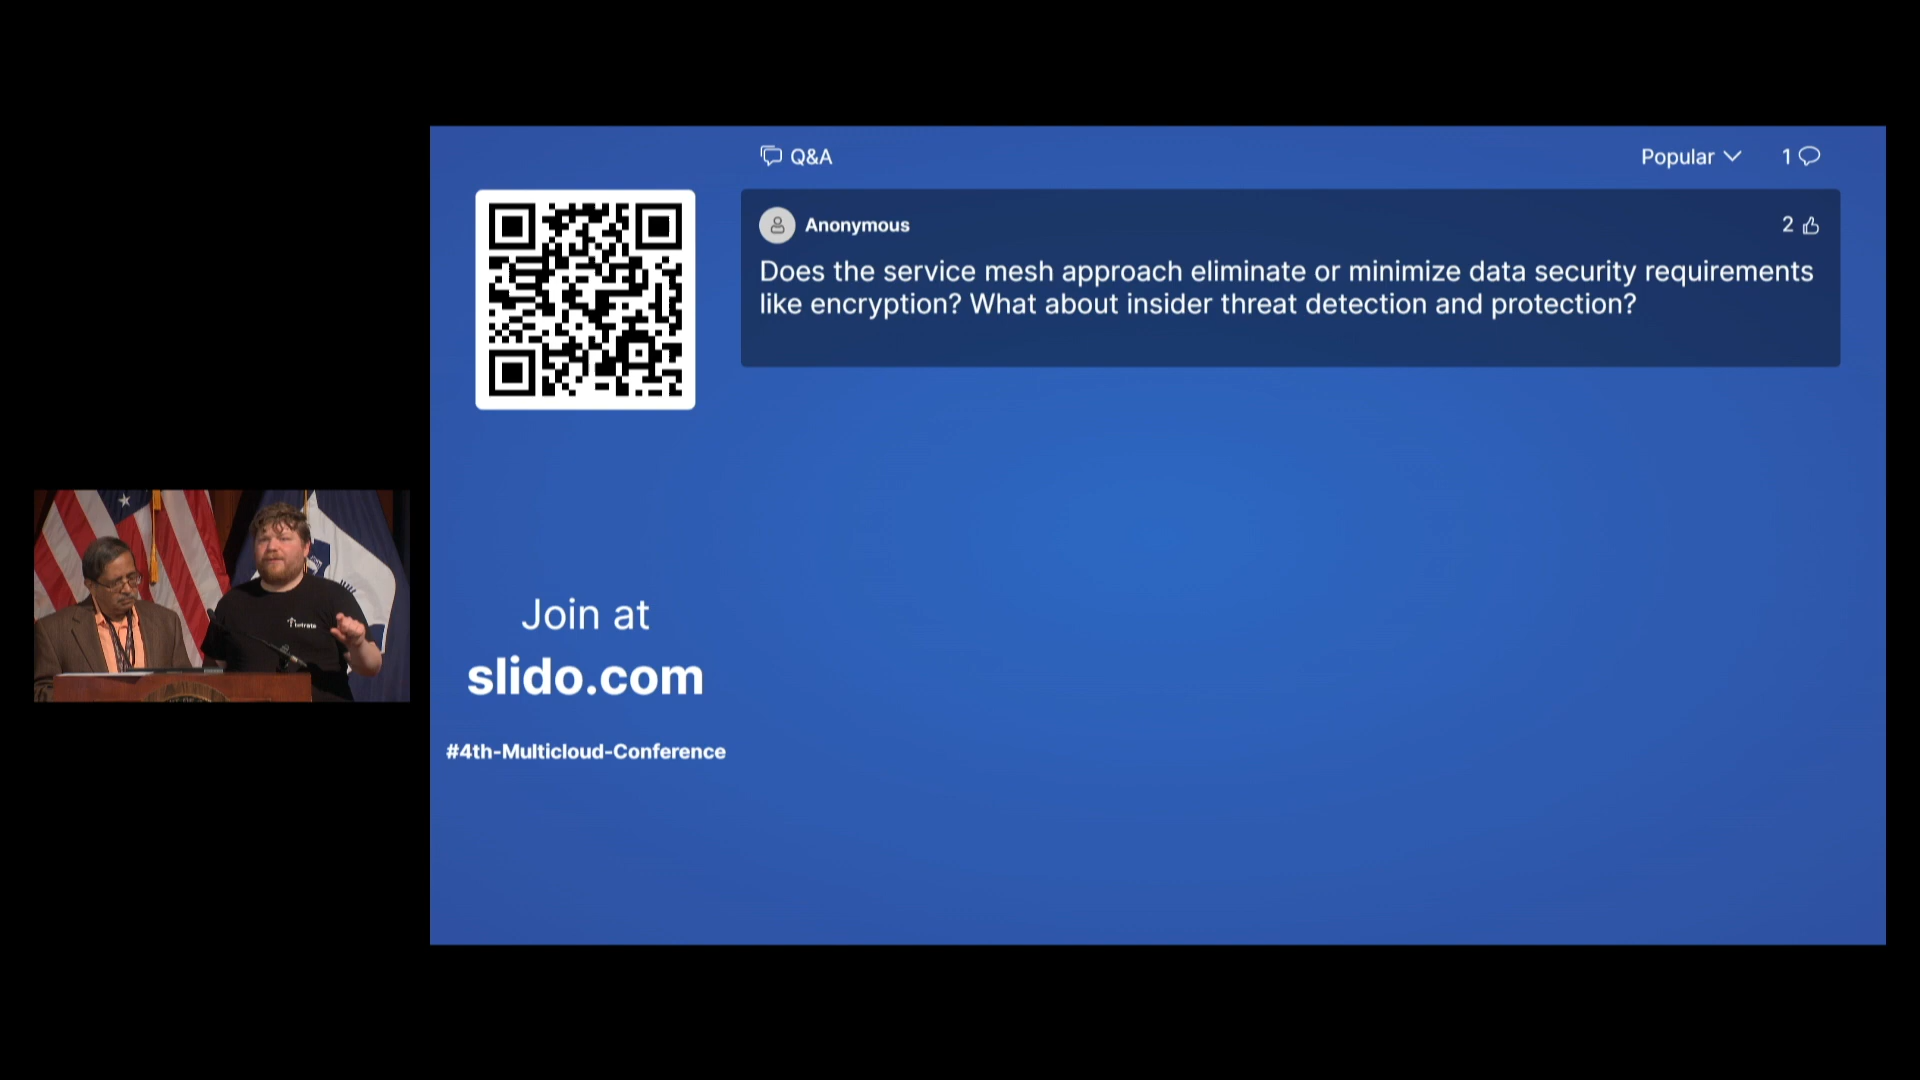 Q&A
Popular
1
Anonymous
2
Does the service mesh approach eliminate or minimize data security requirements
like encryption? What about insider threat detection and protection?
Join at
slido.com
#4th-Multicloud-Conference
tetrate